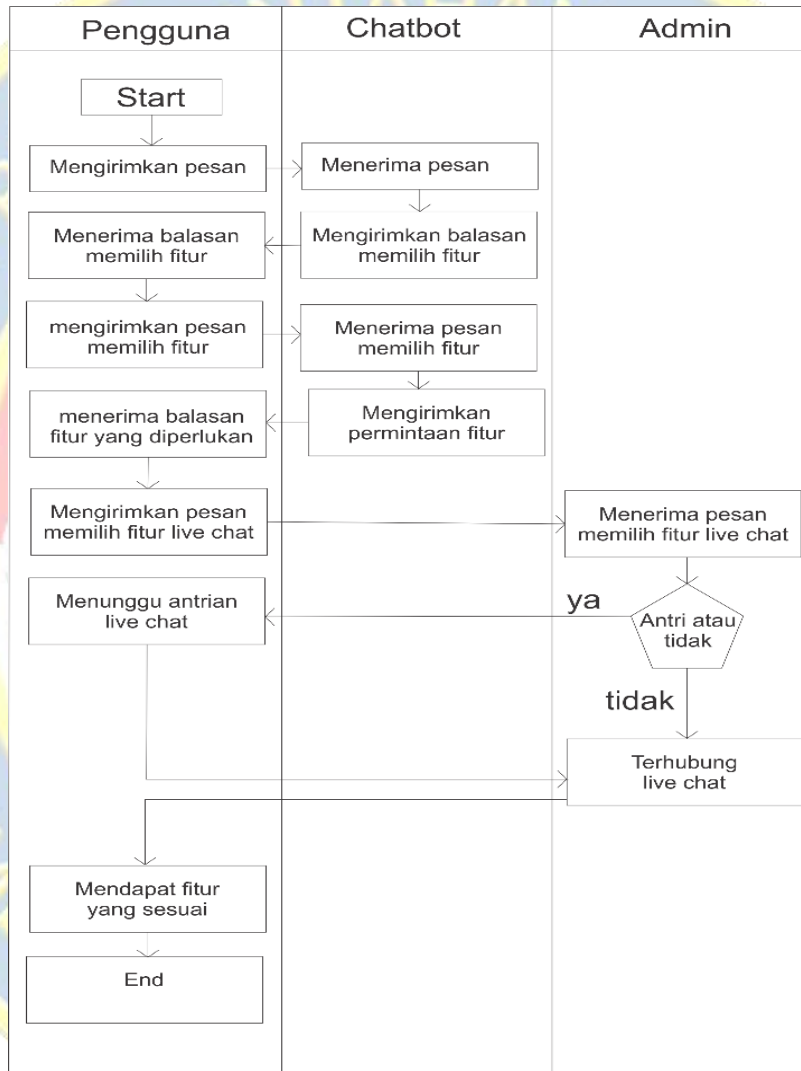 Pengguna
Chatbot
Admin
Start
Mengirimkan pesan
Menerima pesan
Menerima balasan
memilih fitur
Mengirimkan balasan
memilih fitur
mengirimkan pesan
memilih fitur
Menerima pesan
memilih fitur
menerima balasan
fitur yang diperlukan
Mengirimkan
permintaan fitur
Mengirimkan pesan
memilih fitur live chat
Menerima pesan
memilih fitur live chat
Menunggu antrian
live chat
ya
Antri atau
tidak
tidak
Terhubung
live chat
Mendapat fitur
yang sesuai
End